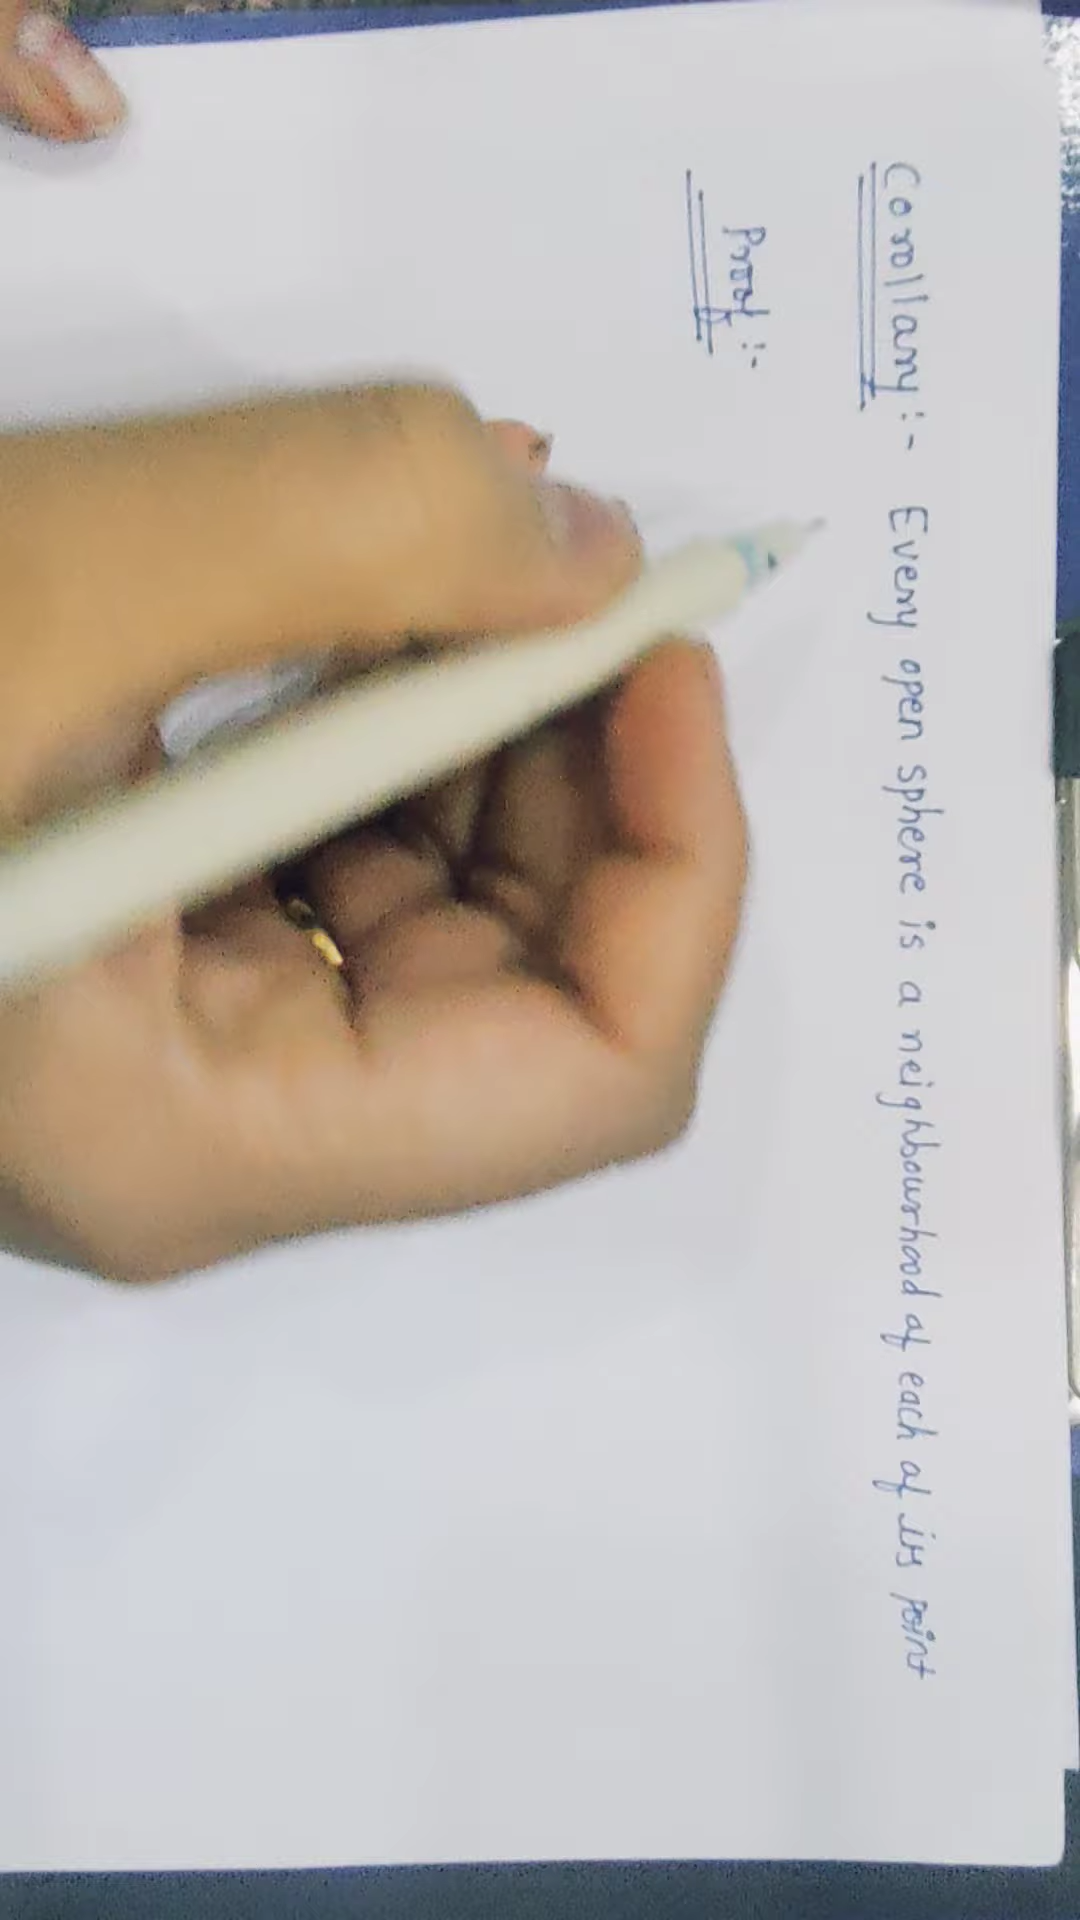 Corollary :- Every open sphere is a neighbourhood of each of its point
Proof :-